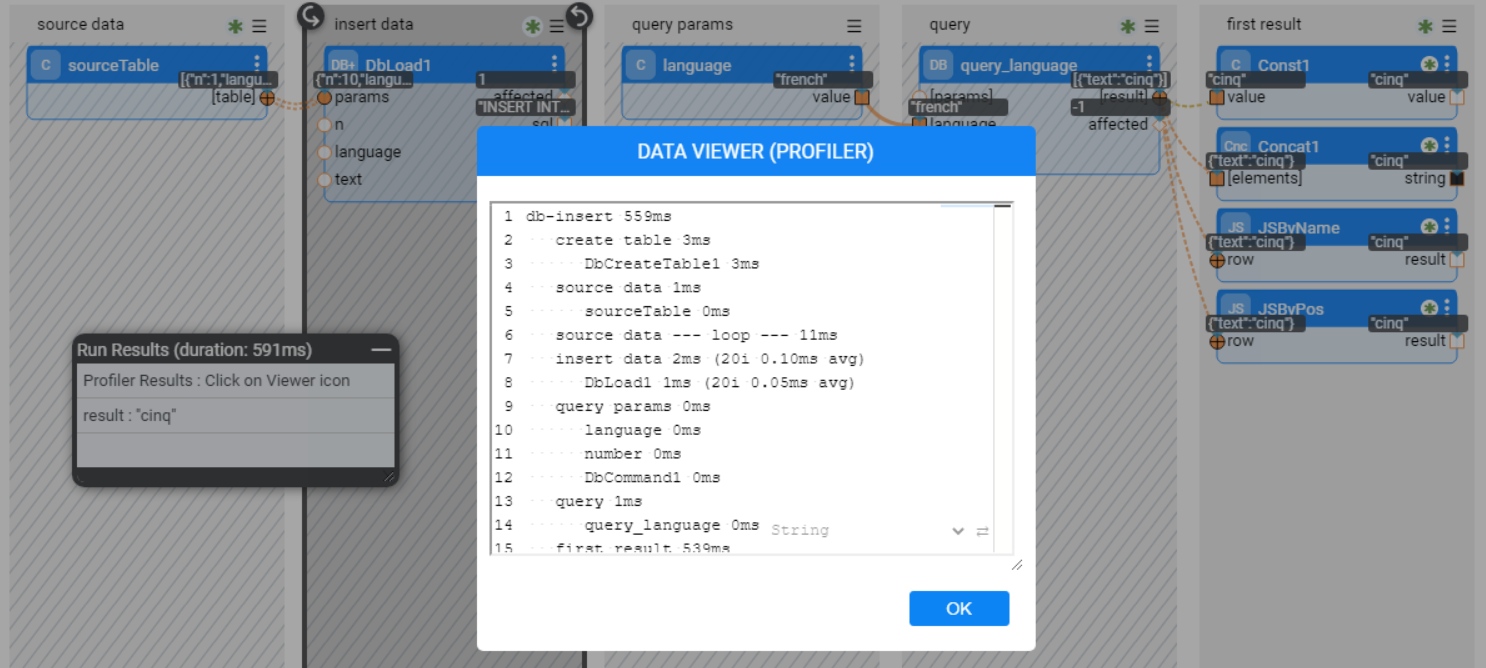 source data
insert data
query params
query
first result
C sourceTable
[{"n":1,"langu...
[table]
DB+ DbLoad1
{"n":10,"langu...
1
params
affected
"INSERT INT...
n
sql
language
text
C language
"french"
value
DB query_language
[{"text":"cinq"}]
[params]
[result]
"french"
-1
language
affected
C Const1
"cinq"
"cinq"
value
value
Cnc Concat1
{"text":"cinq"}
"cinq"
[elements]
string
JS JSByName
{"text":"cinq"}
"cinq"
row
result
JS JSByPos
{"text":"cinq"}
"cinq"
row
result
Run Results (duration: 591ms)
Profiler Results : Click on Viewer icon
result : "cinq"
DATA VIEWER (PROFILER)
1 db-insert 559ms
2 create table 3ms
3 DbCreateTable1 3ms
4 source data 1ms
5 sourceTable 0ms
6 source data --- loop --- 11ms
7 insert data 2ms (20i 0.10ms avg)
8 DbLoad1 1ms (20i 0.05ms avg)
9 query params 0ms
10 language 0ms
11 number 0ms
12 DbCommand1 0ms
13 query 1ms
14 query_language 0ms
15 first result 539ms
String
OK